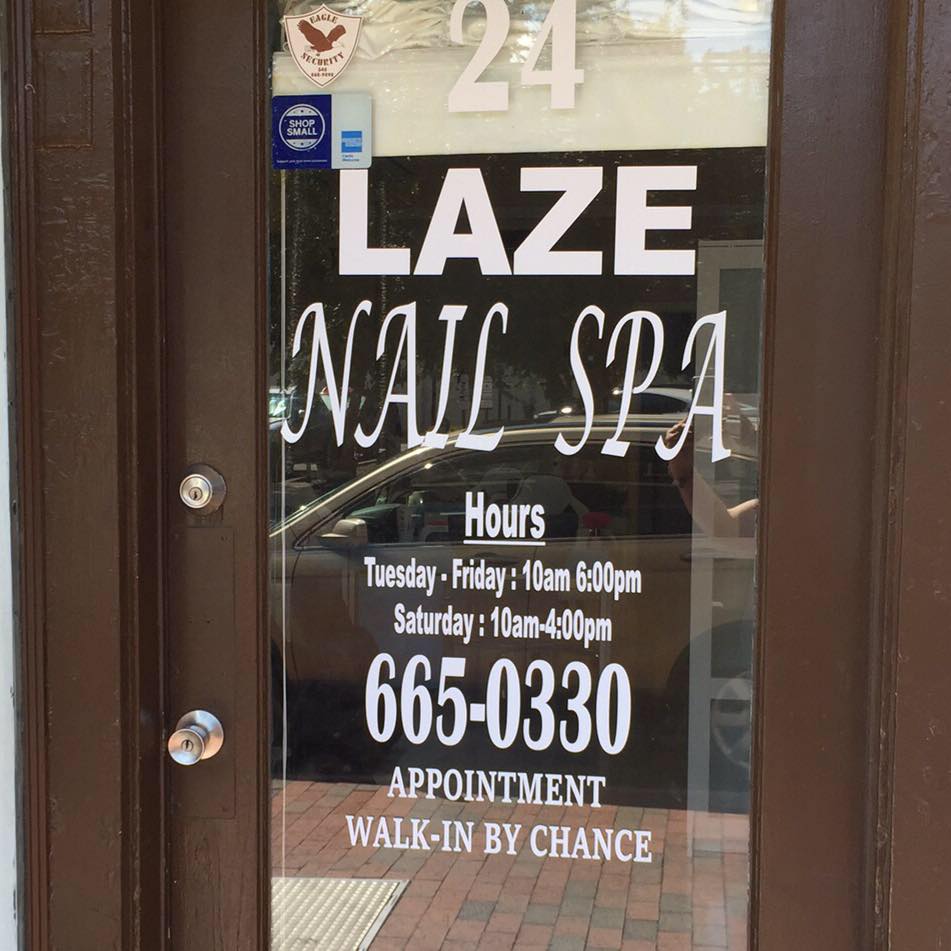 24
EAGLE
SECURITY
SHOP
SMALL
LAZE
NAIL SPA
Hours
Tuesday - Friday : 10am 6:00pm
Saturday : 10am-4:00pm
665-0330
APPOINTMENT
WALK-IN BY CHANCE